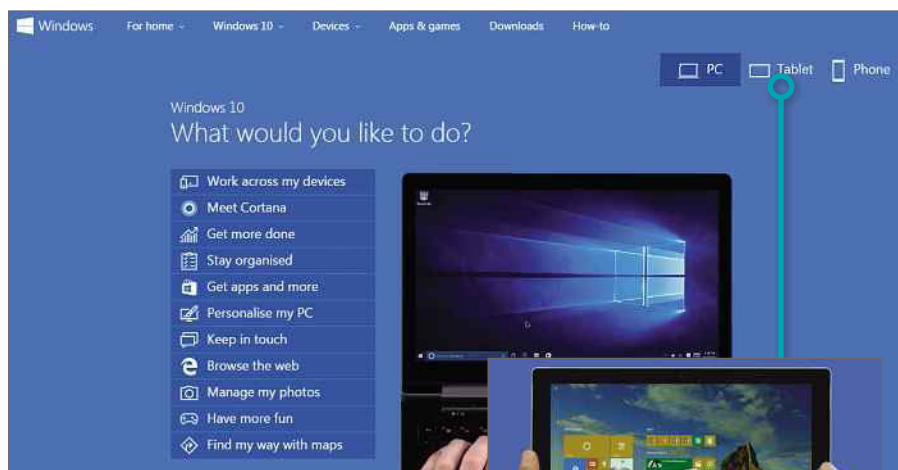 Windows For home Windows 10 Devices Apps & games Downloads How-to
PC Tablet Phone
Windows 10
What would you like to do?
Work across my devices
Meet Cortana
Get more done
Stay organised
Get apps and more
Personalise my PC
Keep in touch
Browse the web
Manage my photos
Have more fun
Find my way with maps